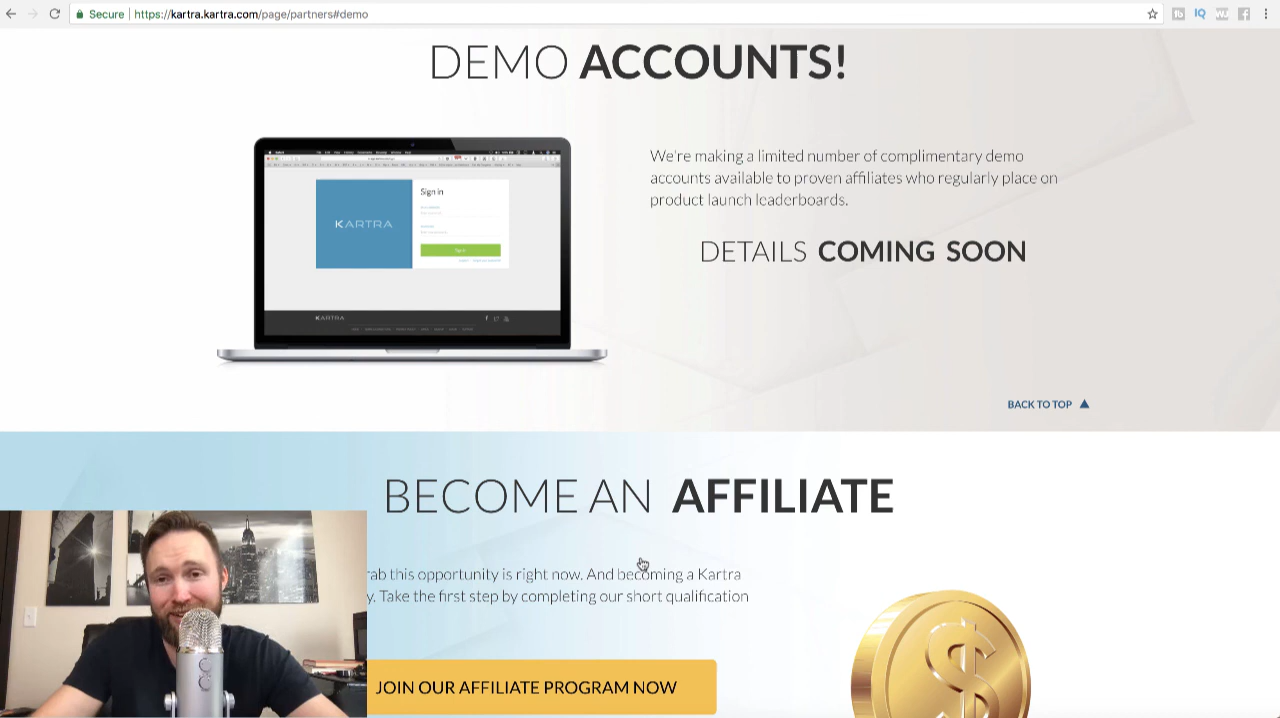 Secure
https://kartra.kartra.com/page/partners#demo
DEMO ACCOUNTS!
Sign in
KARTRA
Sign in
KARTRA
We're making a limited number of complimentary demo
accounts available to proven affiliates who regularly place on
product launch leaderboards.
DETAILS COMING SOON
BACK TO TOP
BECOME AN AFFILIATE
rab this opportunity is right now. And becoming a Kartra
y. Take the first step by completing our short qualification
JOIN OUR AFFILIATE PROGRAM NOW